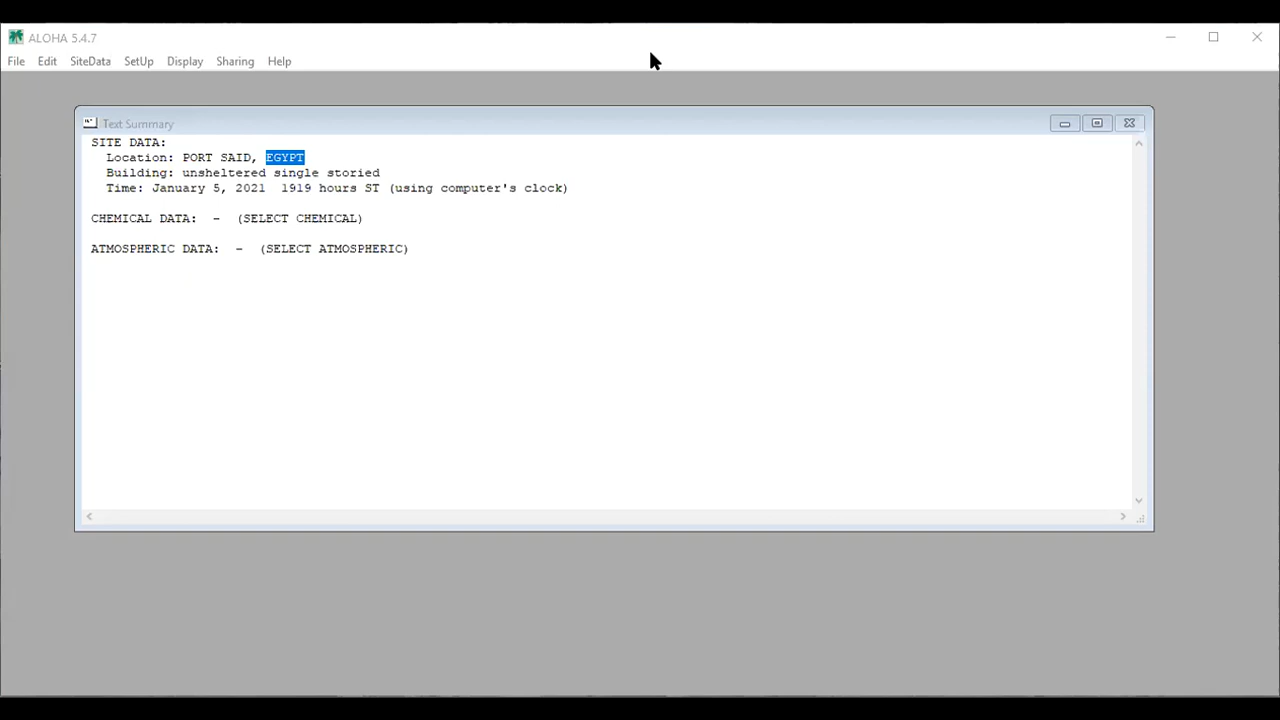 ALOHA 5.4.7
File Edit SiteData SetUp Display Sharing Help
Text Summary
SITE DATA:
Location: PORT SAID, EGYPT
Building: unsheltered single storied
Time: January 5, 2021 1919 hours ST (using computer's clock)
CHEMICAL DATA: - (SELECT CHEMICAL)
ATMOSPHERIC DATA: - (SELECT ATMOSPHERIC)